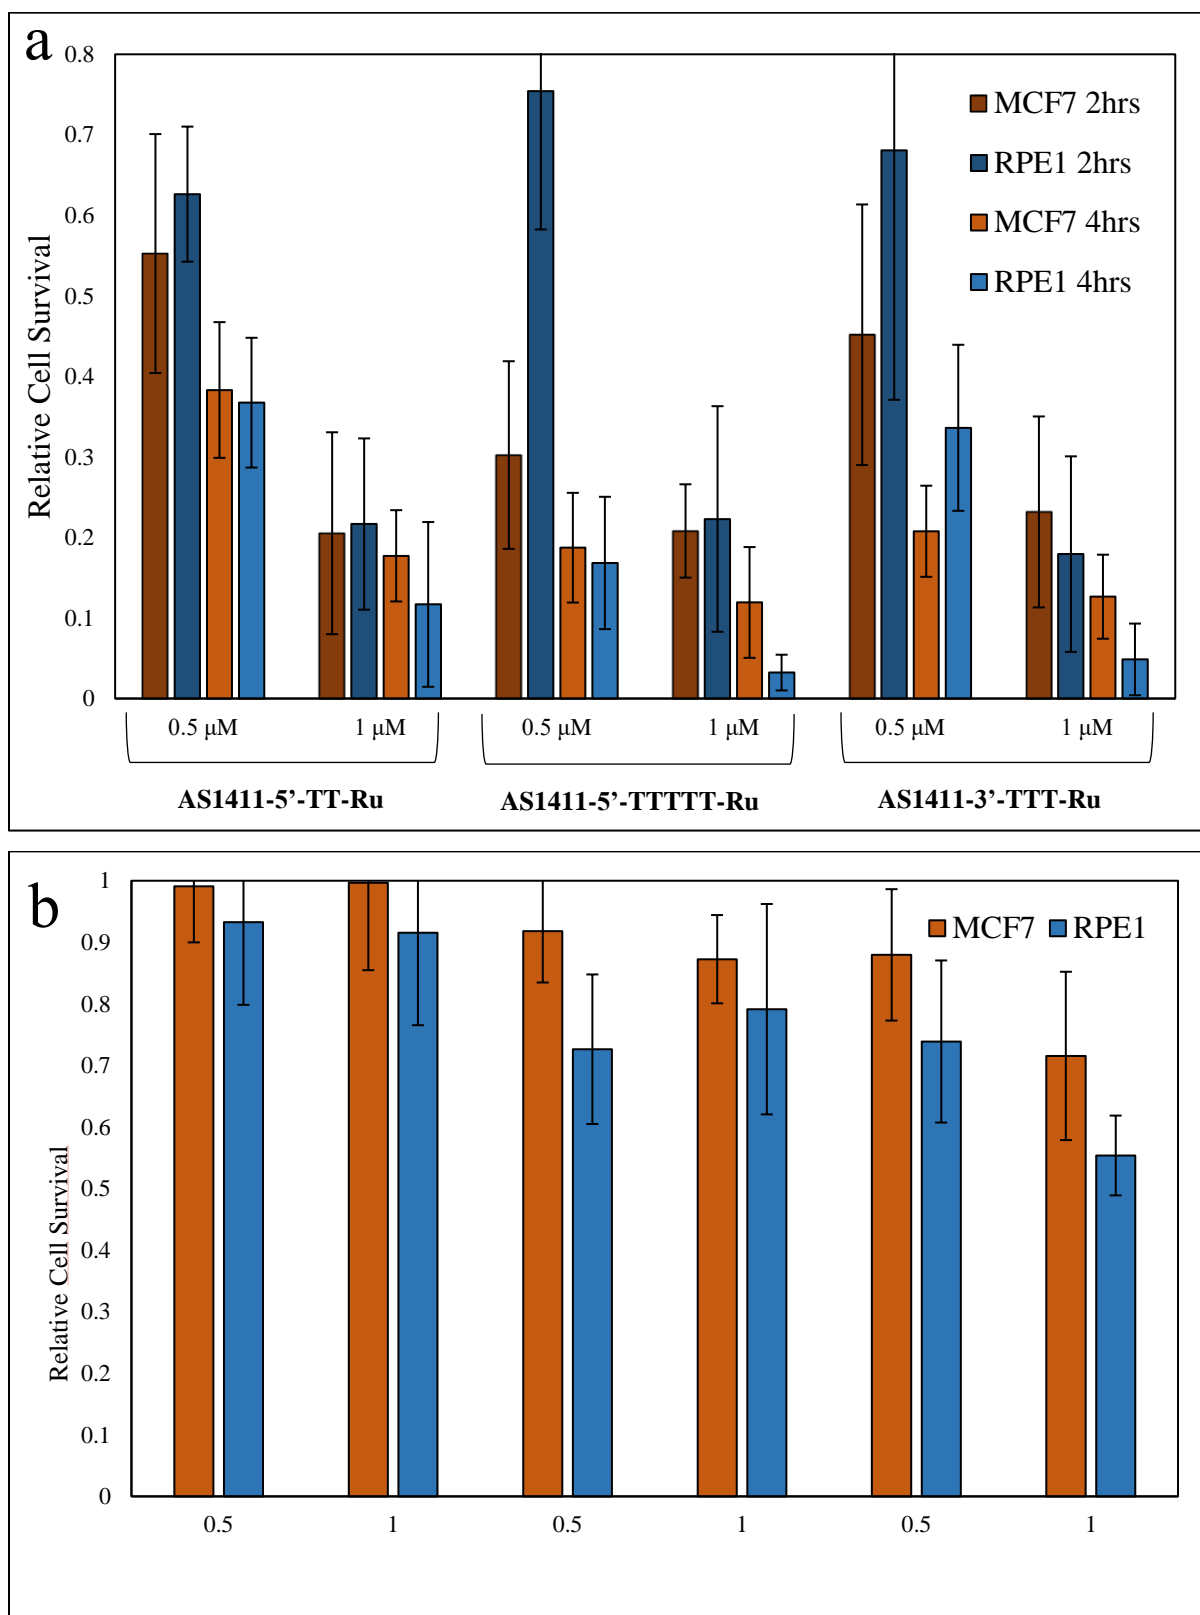 a
0.8
0.7
0.6
0.5
0.4
0.3
0.2
0.1
0
Relative Cell Survival
MCF7 2hrs
RPE1 2hrs
MCF7 4hrs
RPE1 4hrs
0.5 μM 1 μM 0.5 μM 1 μM 0.5 μM 1 μM
AS1411-5’-TT-Ru AS1411-5’-TTTTT-Ru AS1411-3’-TTT-Ru
b
1
0.9
0.8
0.7
0.6
0.5
0.4
0.3
0.2
0.1
0
Relative Cell Survival
MCF7 RPE1
0.5 1 0.5 1 0.5 1